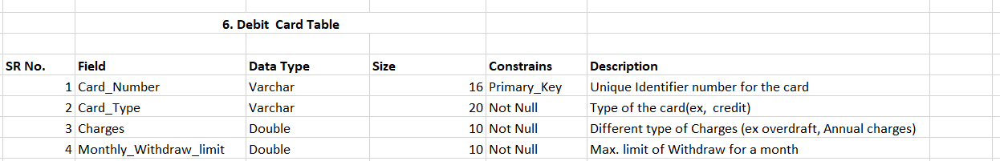 6. Debit  Card Table
SR No. Field Data Type Size Constrains Description
1 Card_Number Varchar 16 Primary_Key Unique Identifier number for the card
2 Card_Type Varchar 20 Not Null Type of the card(ex,  credit)
3 Charges Double 10 Not Null Different type of Charges (ex overdraft, Annual charges)
4 Monthly_Withdraw_limit Double 10 Not Null Max. limit of Withdraw for a month